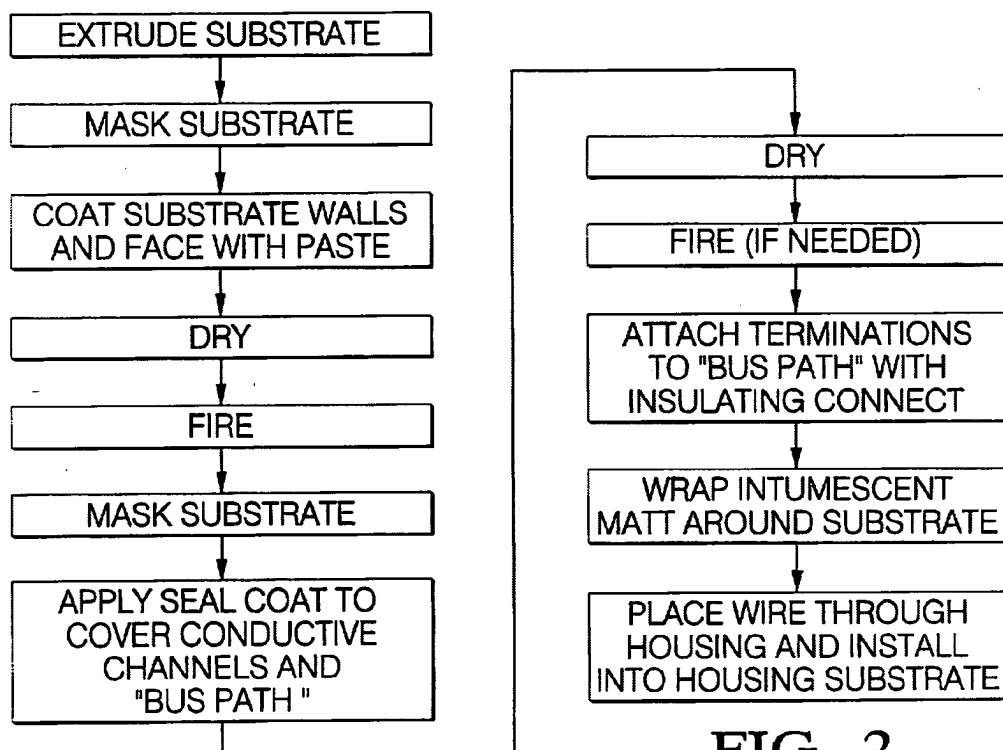 EXTRUDE SUBSTRATE
MASK SUBSTRATE
COAT SUBSTRATE WALLS
AND FACE WITH PASTE
DRY
FIRE
MASK SUBSTRATE
APPLY SEAL COAT TO
COVER CONDUCTIVE
CHANNELS AND
"BUS PATH "
DRY
FIRE (IF NEEDED)
ATTACH TERMINATIONS
TO "BUS PATH" WITH
INSULATING CONNECT
WRAP INTUMESCENT
MATT AROUND SUBSTRATE
PLACE WIRE THROUGH
HOUSING AND INSTALL
INTO HOUSING SUBSTRATE